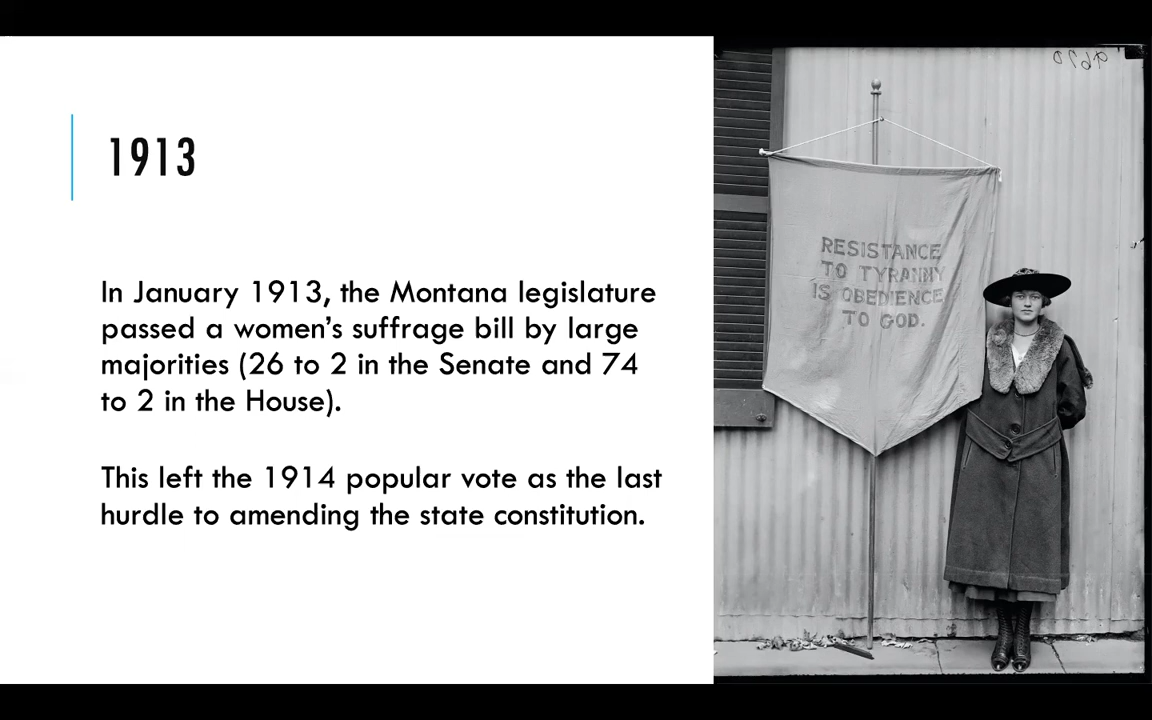 1913
In January 1913, the Montana legislature
passed a women’s suffrage bill by large
majorities (26 to 2 in the Senate and 74
to 2 in the House).
This left the 1914 popular vote as the last
hurdle to amending the state constitution.
RESISTANCE
TO TYRANNY
IS OBEDIENCE
TO GOD.